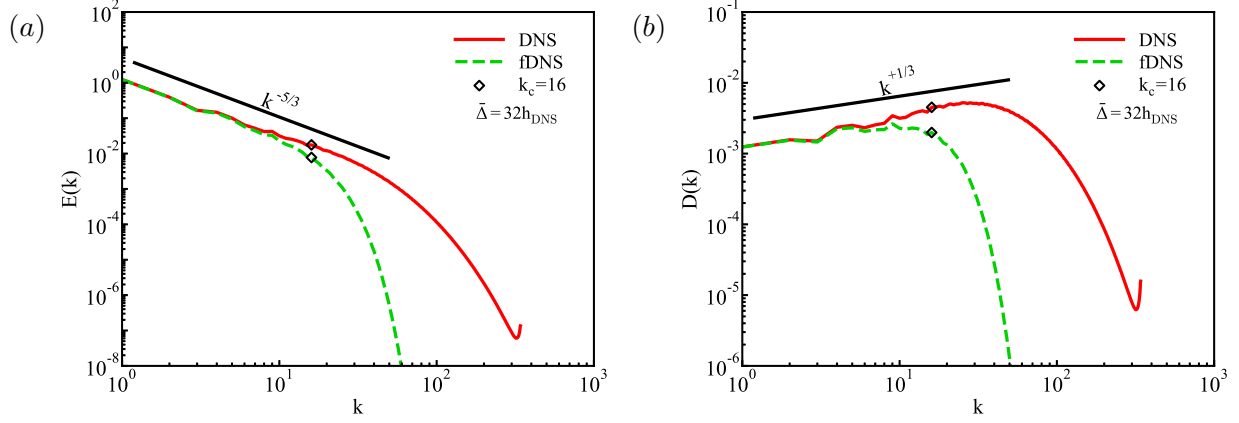 (a)
10^2
10^0
10^-2
10^-4
10^-6
10^-8
E(k)
10^0
10^1
10^2
10^3
k
k^-5/3
DNS
fDNS
k_c=16
Δ̄=32h_DNS
(b)
10^-1
10^-2
10^-3
10^-4
10^-5
10^-6
D(k)
10^0
10^1
10^2
10^3
k
k^+1/3
DNS
fDNS
k_c=16
Δ̄=32h_DNS